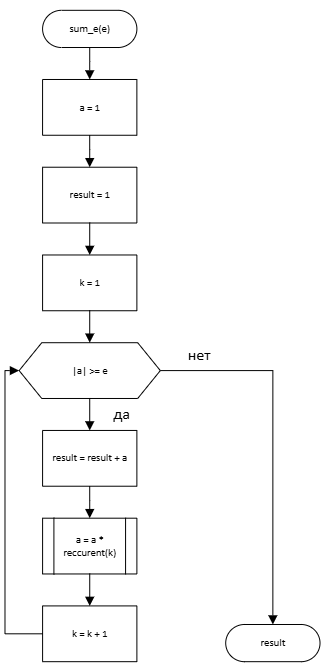 sum_e(e)
a = 1
result = 1
k = 1
|a| >= e
нет
да
result = result + a
a = a *
reccurent(k)
k = k + 1
result